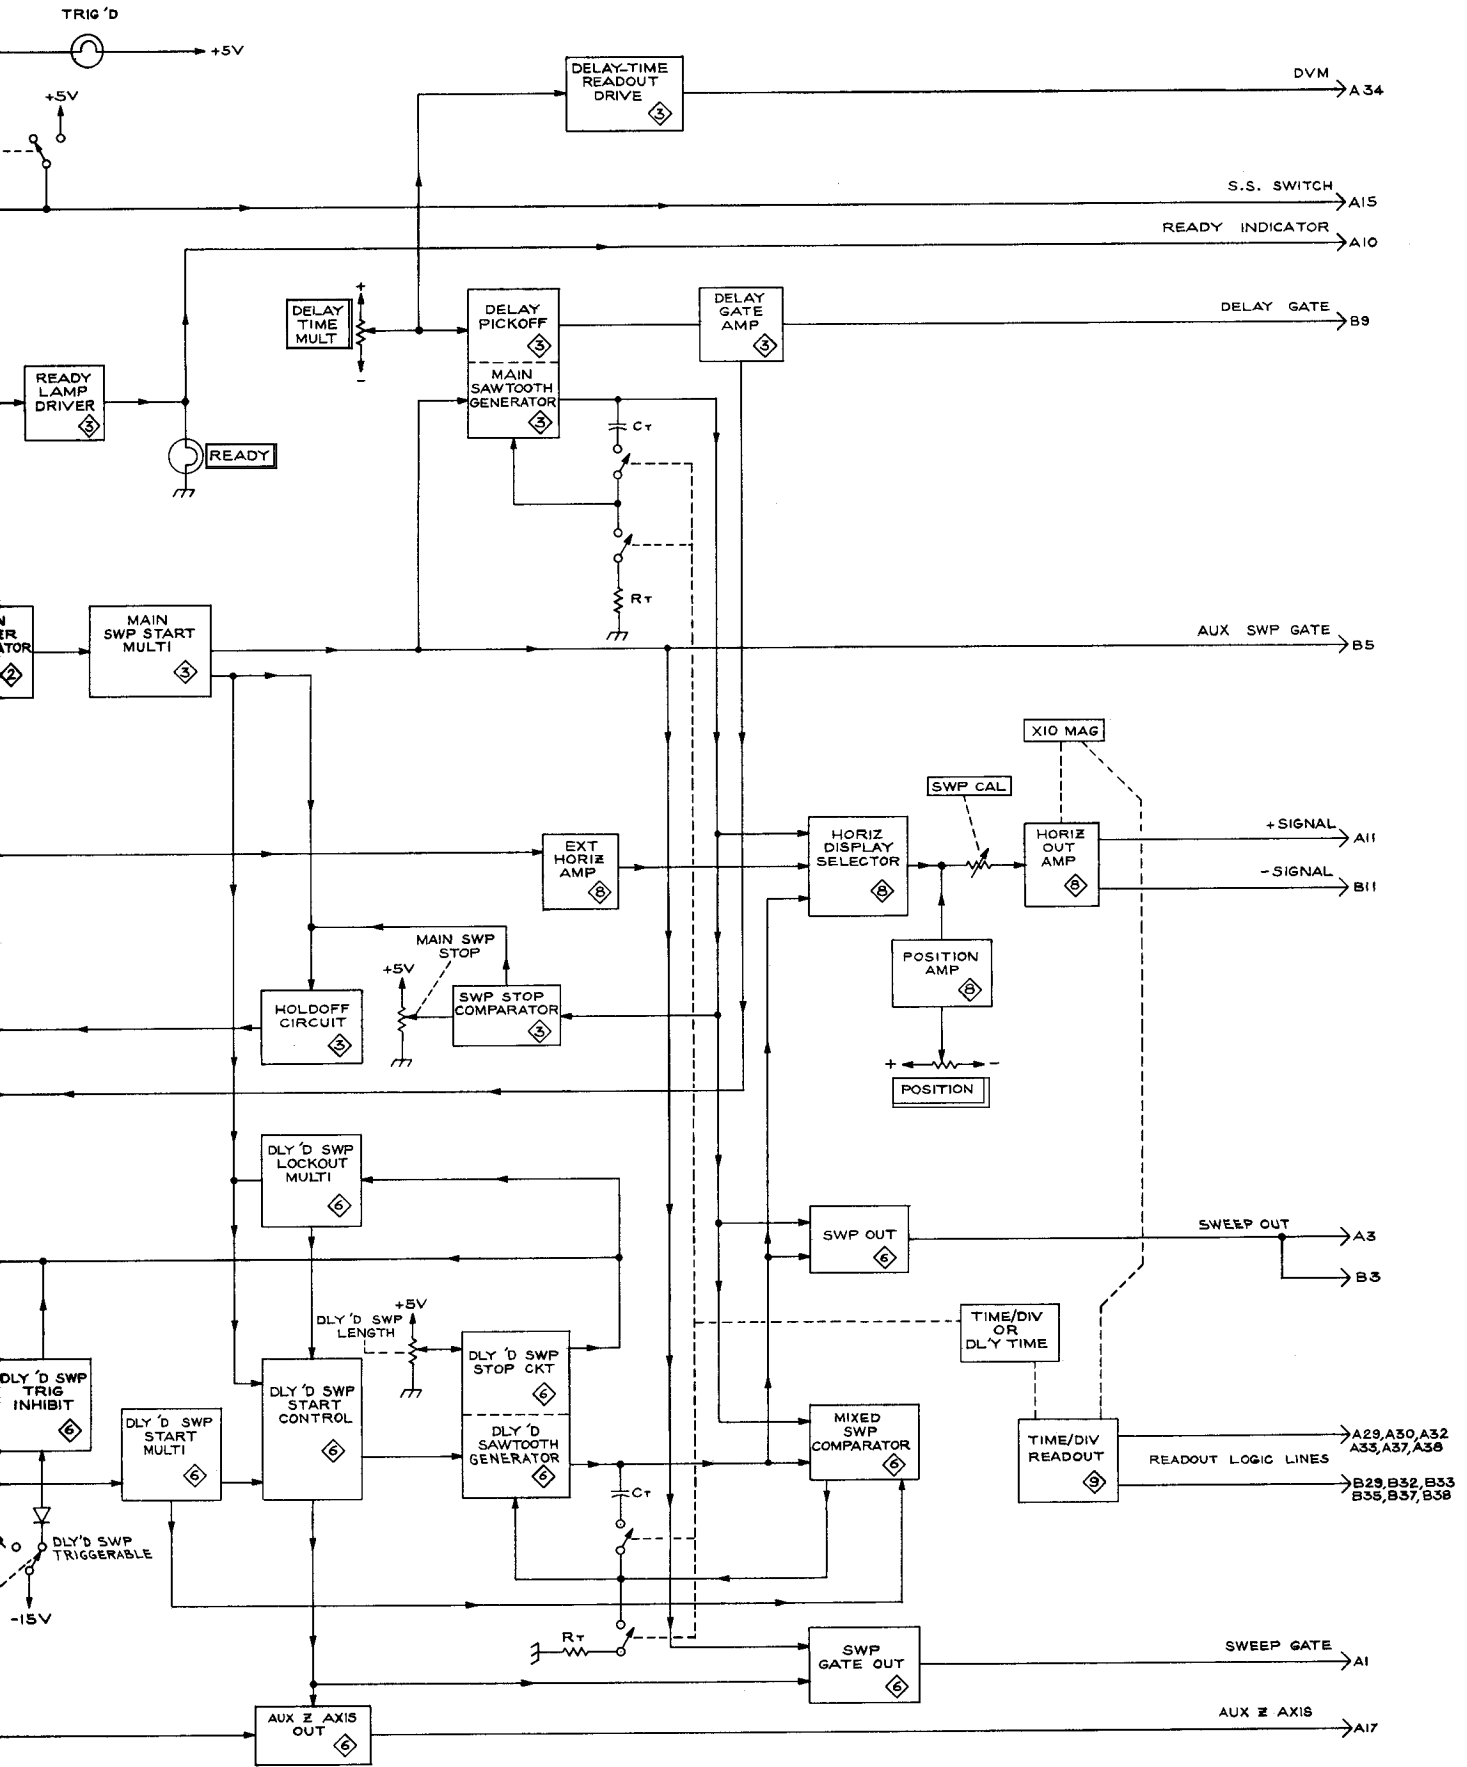 TRIG'D
+5V
+5V
DELAY-TIME
READOUT
DRIVE
3
DVM
A34
S.S. SWITCH
A15
READY INDICATOR
A10
DELAY
TIME
MULT
+
-
DELAY
PICKOFF
3
MAIN
SAWTOOTH
GENERATOR
3
DELAY
GATE
AMP
3
DELAY GATE
B9
READY
LAMP
DRIVER
3
READY
CT
RT
N
ER
ATOR
2
MAIN
SWP START
MULTI
3
AUX SWP GATE
B5
X10 MAG
SWP CAL
EXT
HORIZ
AMP
8
HORIZ
DISPLAY
SELECTOR
8
HORIZ
OUT
AMP
8
+SIGNAL
A11
-SIGNAL
B11
MAIN SWP
STOP
+5V
HOLDOFF
CIRCUIT
3
SWP STOP
COMPARATOR
3
POSITION
AMP
8
+
-
POSITION
DLY'D SWP
LOCKOUT
MULTI
6
SWP OUT
6
SWEEP OUT
A3
B3
DLY'D SWP
LENGTH
+5V
TIME/DIV
OR
DL'Y TIME
DLY'D SWP
TRIG
INHIBIT
6
DLY'D SWP
START
MULTI
6
DLY'D SWP
START
CONTROL
6
DLY'D SWP
STOP CKT
6
DLY'D
SAWTOOTH
GENERATOR
6
MIXED
SWP
COMPARATOR
6
TIME/DIV
READOUT
9
A29,A30,A32
A33,A37,A38
READOUT LOGIC LINES
B29,B32,B33
B35,B37,B38
CT
DLY'D SWP
TRIGGERABLE
-15V
RT
SWP
GATE OUT
6
SWEEP GATE
A1
AUX Z AXIS
OUT
6
AUX Z AXIS
A17